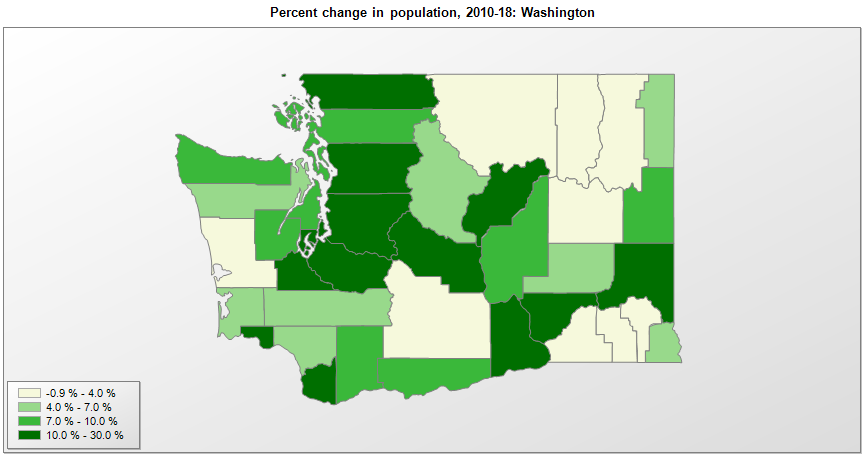 Percent change in population, 2010-18: Washington
-0.9 % - 4.0 %
4.0 % - 7.0 %
7.0 % - 10.0 %
10.0 % - 30.0 %